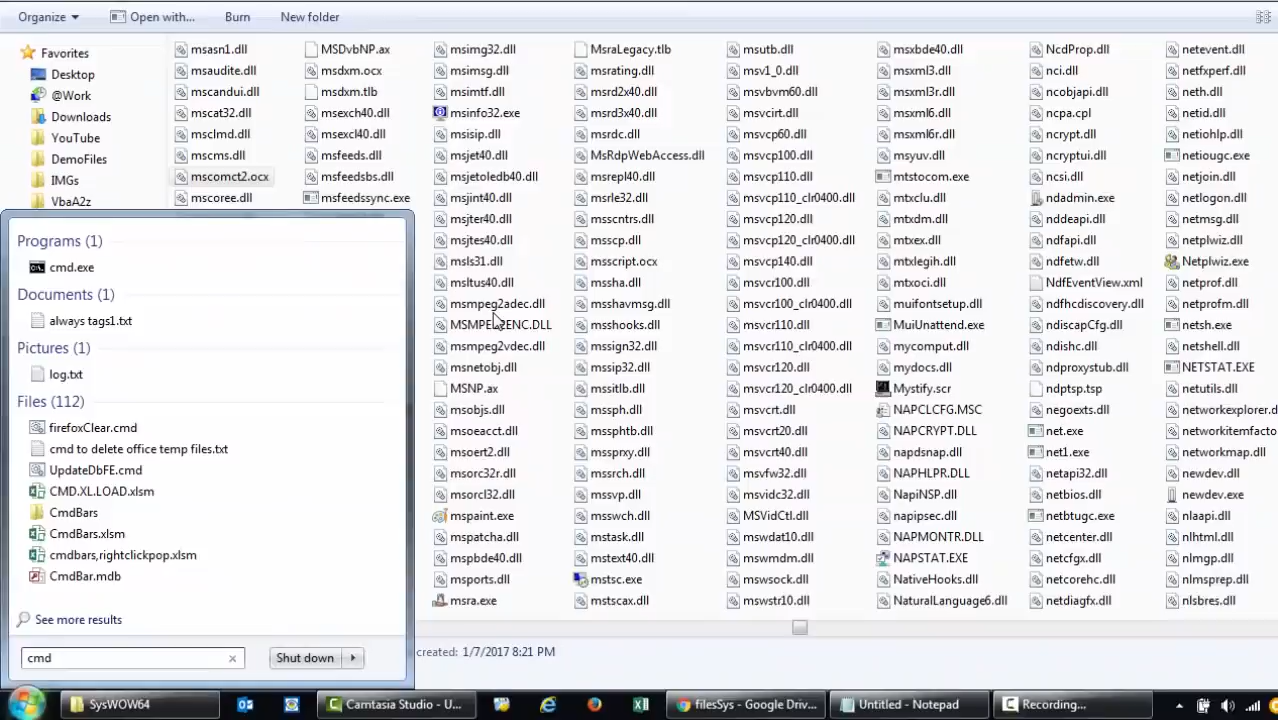 Organize
Open with...
Burn
New folder
Favorites
Desktop
@Work
Downloads
YouTube
DemoFiles
IMGs
VbaA2z
msasn1.dll
msaudite.dll
mscandui.dll
mscat32.dll
msclmd.dll
mscms.dll
mscomct2.ocx
mscoree.dll
MSDvbNP.ax
msdxm.ocx
msdxm.tlb
msexch40.dll
msexcl40.dll
msfeeds.dll
msfeedsbs.dll
msfeedssync.exe
msimg32.dll
msimsg.dll
msimtf.dll
msinfo32.exe
msisip.dll
msjet40.dll
msjetoledb40.dll
msjint40.dll
msjter40.dll
msjtes40.dll
msls31.dll
msltus40.dll
msmpeg2adec.dll
MSMPEG2ENC.DLL
msmpeg2vdec.dll
msnetobj.dll
MSNP.ax
msobjs.dll
msoeacct.dll
msoert2.dll
msorc32r.dll
msorcl32.dll
mspaint.exe
mspatcha.dll
mspbde40.dll
msports.dll
msra.exe
MsraLegacy.tlb
msrating.dll
msrd2x40.dll
msrd3x40.dll
msrdc.dll
MsRdpWebAccess.dll
msrepl40.dll
msrle32.dll
msscntrs.dll
msscp.dll
msscript.ocx
mssha.dll
msshavmsg.dll
msshooks.dll
mssign32.dll
mssip32.dll
mssitlb.dll
mssph.dll
mssphtb.dll
mssprxy.dll
mssrch.dll
mssvp.dll
msswch.dll
mstask.dll
mstext40.dll
mstsc.exe
mstscax.dll
msutb.dll
msv1_0.dll
msvbvm60.dll
msvcirt.dll
msvcp60.dll
msvcp100.dll
msvcp110.dll
msvcp110_clr0400.dll
msvcp120.dll
msvcp120_clr0400.dll
msvcp140.dll
msvcr100.dll
msvcr100_clr0400.dll
msvcr110.dll
msvcr110_clr0400.dll
msvcr120.dll
msvcr120_clr0400.dll
msvcrt.dll
msvcrt20.dll
msvcrt40.dll
msvfw32.dll
msvidc32.dll
MSVidCtl.dll
mswdat10.dll
mswmdm.dll
mswsock.dll
mswstr10.dll
msxbde40.dll
msxml3.dll
msxml3r.dll
msxml6.dll
msxml6r.dll
msyuv.dll
mtstocom.exe
mtxclu.dll
mtxdm.dll
mtxex.dll
mtxlegih.dll
mtxoci.dll
muifontsetup.dll
MuiUnattend.exe
mycomput.dll
mydocs.dll
Mystify.scr
NAPCLCFG.MSC
NAPCRYPT.DLL
napdsnap.dll
NAPHLPR.DLL
NapiNSP.dll
napipsec.dll
NAPMONTR.DLL
NAPSTAT.EXE
NativeHooks.dll
NaturalLanguage6.dll
NcdProp.dll
nci.dll
ncobjapi.dll
ncpa.cpl
ncrypt.dll
ncryptui.dll
ncsi.dll
ndadmin.exe
nddeapi.dll
ndfapi.dll
ndfetw.dll
NdfEventView.xml
ndfhcdiscovery.dll
ndiscapCfg.dll
ndishc.dll
ndproxystub.dll
ndptsp.tsp
negoexts.dll
net.exe
net1.exe
netapi32.dll
netbios.dll
netbtugc.exe
netcenter.dll
netcfgx.dll
netcorehc.dll
netdiagfx.dll
netevent.dll
netfxperf.dll
neth.dll
netid.dll
netiohlp.dll
netiougc.exe
netjoin.dll
netlogon.dll
netmsg.dll
netplwiz.dll
Netplwiz.exe
netprof.dll
netprofm.dll
netsh.exe
netshell.dll
NETSTAT.EXE
netutils.dll
networkexplorer.d
networkitemfacto
networkmap.dll
newdev.dll
newdev.exe
nlaapi.dll
nlhtml.dll
nlmgp.dll
nlmsprep.dll
nlsbres.dll
Programs (1)
cmd.exe
Documents (1)
always tags1.txt
Pictures (1)
log.txt
Files (112)
firefoxClear.cmd
cmd to delete office temp files.txt
UpdateDbFE.cmd
CMD.XL.LOAD.xlsm
CmdBars
CmdBars.xlsm
cmdbars,rightclickpop.xlsm
CmdBar.mdb
See more results
cmd
Shut down
created: 1/7/2017 8:21 PM
SysWOW64
Camtasia Studio - U...
filesSys - Google Driv...
Untitled - Notepad
Recording...